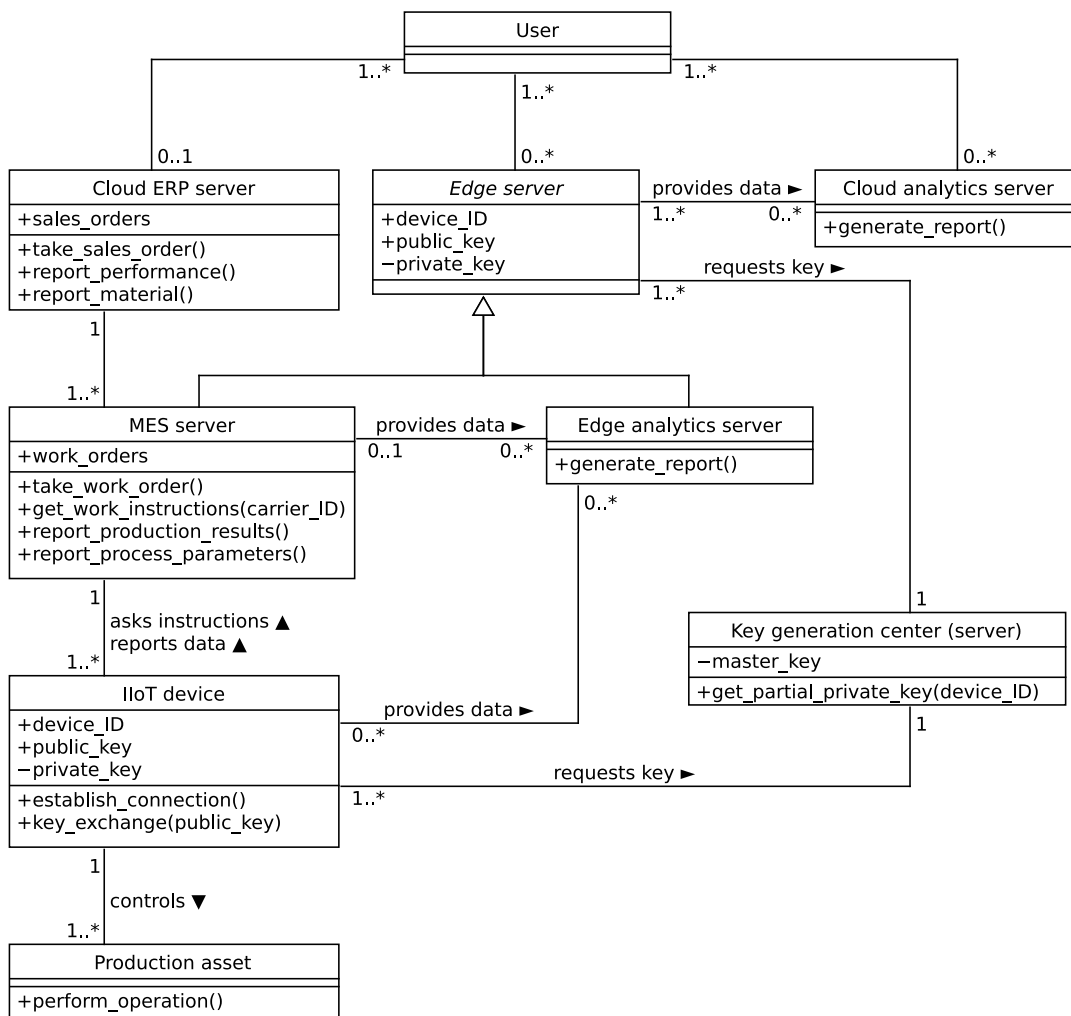 User
1..*
1..*
1..*
0..1
0..*
0..*
Cloud ERP server
+sales_orders
+take_sales_order()
+report_performance()
+report_material()
Edge server
+device_ID
+public_key
−private_key
provides data ►
1..*
0..*
Cloud analytics server
+generate_report()
requests key ►
1..*
1
1..*
MES server
+work_orders
+take_work_order()
+get_work_instructions(carrier_ID)
+report_production_results()
+report_process_parameters()
provides data ►
0..1
0..*
Edge analytics server
+generate_report()
0..*
1
asks instructions ▲
reports data ▲
1..*
1
Key generation center (server)
−master_key
+get_partial_private_key(device_ID)
1
IIoT device
+device_ID
+public_key
−private_key
+establish_connection()
+key_exchange(public_key)
provides data ►
0..*
requests key ►
1..*
1
controls ▼
1..*
Production asset
+perform_operation()